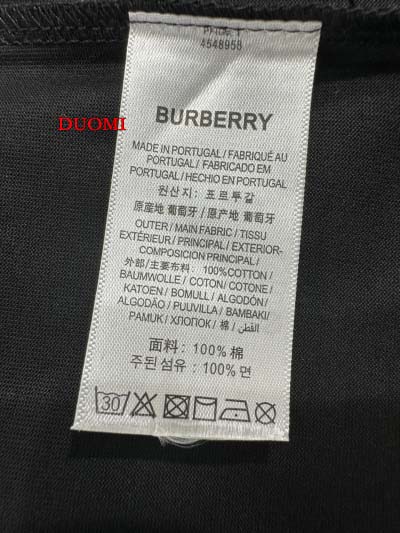 4548958
DUOMI
BURBERRY
MADE IN PORTUGAL / FABRIQUÉ AU
PORTUGAL / FABRICADO EM
PORTUGAL / HECHO EN PORTUGAL
원산지 : 포르투갈
原産地 葡萄牙 / 原产地 葡萄牙
OUTER / MAIN FABRIC / TISSU
EXTÉRIEUR / PRINCIPAL / EXTERIOR-
COMPOSICION PRINCIPAL /
外部/主要布料 : 100%COTTON /
BAUMWOLLE / COTON / COTONE /
KATOEN / BOMULL / ALGODÓN /
ALGODÃO / PUUVILLA / BAMBAKI/
PAMUK / ХЛОПОК / 棉 / القطن /
面料 : 100% 棉
주된섬유 : 100% 면
30